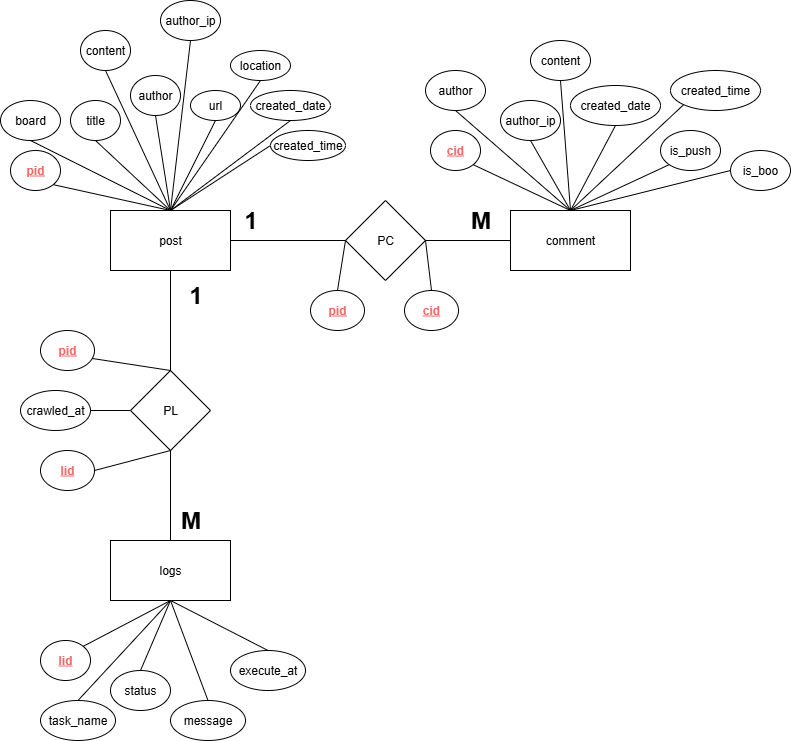 author_ip
content
location
author
url
created_date
board
title
created_time
pid
content
author
created_time
author_ip
created_date
cid
is_push
is_boo
post
1
PC
M
comment
pid
cid
1
pid
crawled_at
PL
lid
M
logs
lid
execute_at
status
task_name
message